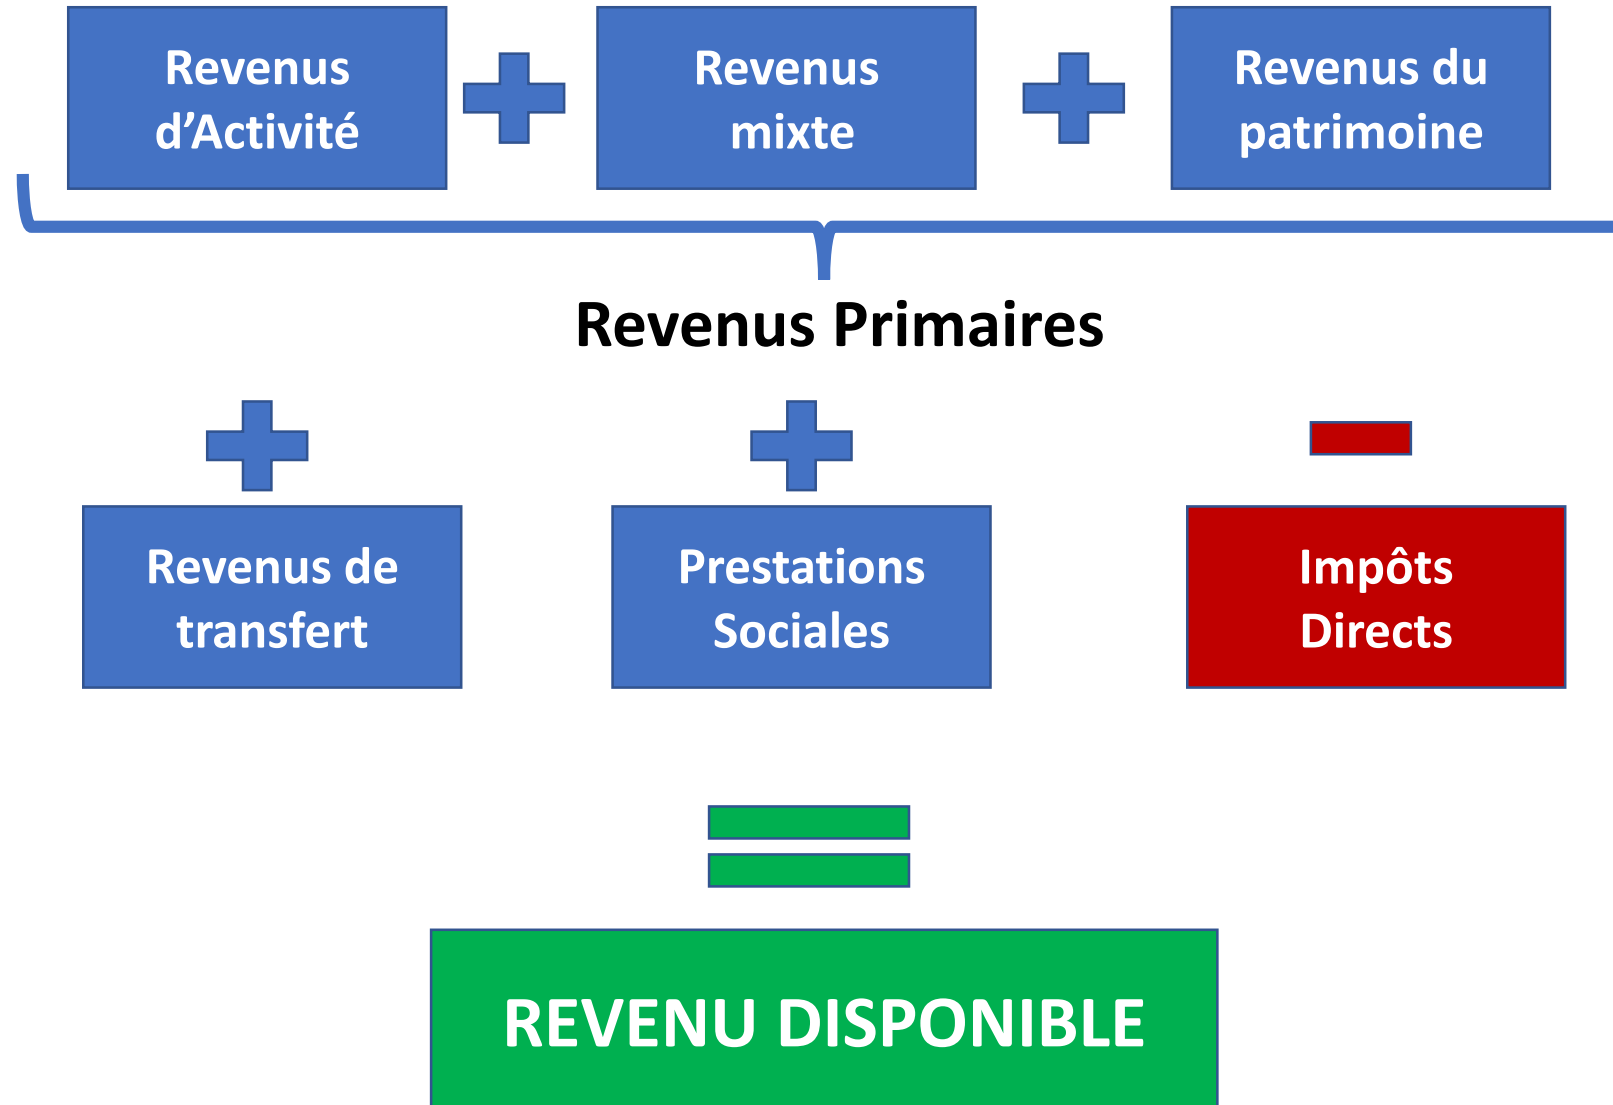 Revenus
d’Activité
Revenus
mixte
Revenus du
patrimoine
Revenus Primaires
Revenus de
transfert
Prestations
Sociales
Impôts
Directs
REVENU DISPONIBLE